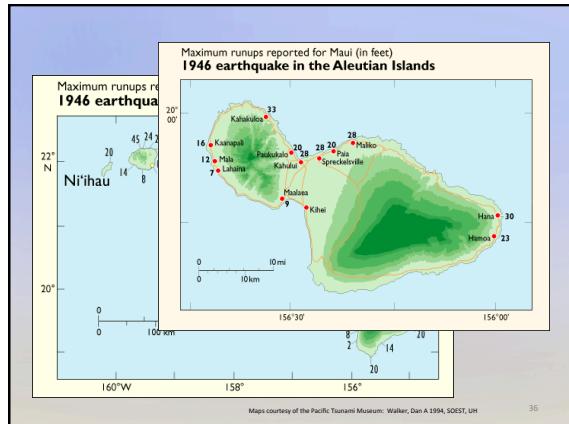 Maximum runups reported for Maui (in feet)
1946 earthquake in the Aleutian Islands
20°
00'
33
Kahakuloa
16 Kaanapali
12 Mala
7 Lahaina
Paukukalo 20
Kahului 28
28 Spreckelsville
20 Paia
28 Maliko
Maalaea 9
Kihei
Hana 30
Hamoa 23
0 10 mi
0 10 km
156°30'
156°00'
Maximum runups re
1946 earthqua
22°
N
45 24
14
8
Ni'ihau
20°
0
0 100 km
8
2
14
20
20
160°W
158°
156°
Maps courtesy of the Pacific Tsunami Museum: Walker, Dan A 1994, SOEST, UH
36